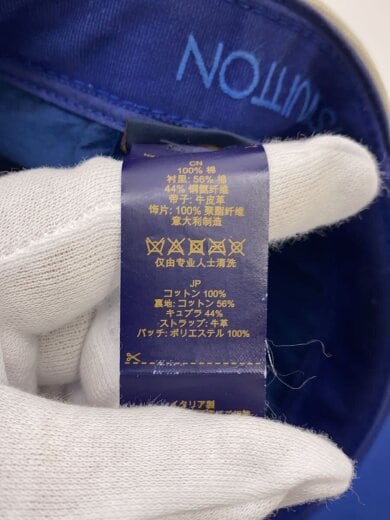 VUITTON
CN
100% 棉
衬里: 56% 棉
44% 铜氨纤维
带子: 牛皮革
饰片: 100% 聚酯纤维
意大利制造
仅由专业人士清洗
JP
コットン 100%
裏地: コットン 56%
キュプラ 44%
ストラップ: 牛革
パッチ: ポリエステル 100%
イタリア製